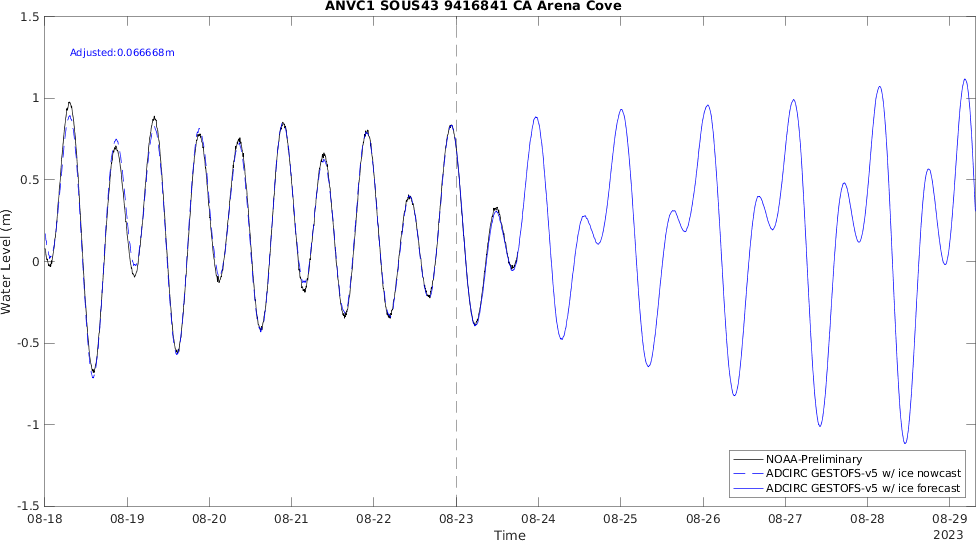 ANVC1 SOUS43 9416841 CA Arena Cove
Adjusted:0.066668m
Water Level (m)
1.5
1
0.5
0
-0.5
-1
-1.5
NOAA-Preliminary
ADCIRC GESTOFS-v5 w/ ice nowcast
ADCIRC GESTOFS-v5 w/ ice forecast
08-18 08-19 08-20 08-21 08-22 08-23 08-24 08-25 08-26 08-27 08-28 08-29
Time
2023